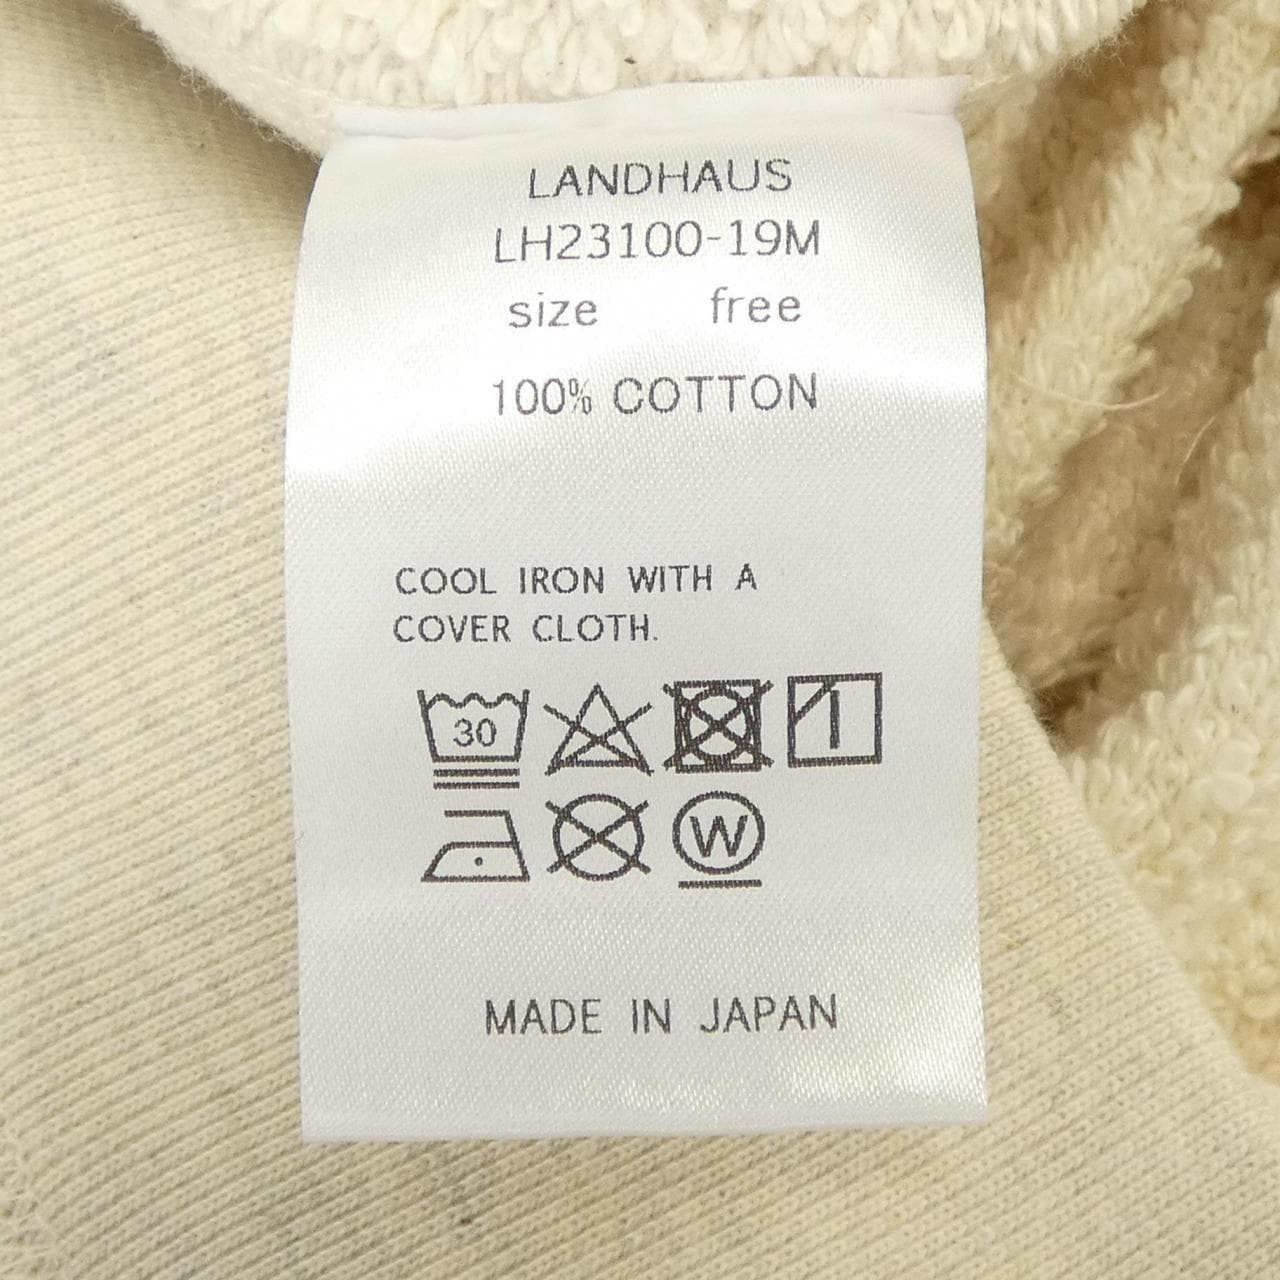 LANDHAUS
LH23100-19M
size free
100% COTTON
COOL IRON WITH A
COVER CLOTH.
30
W
MADE IN JAPAN